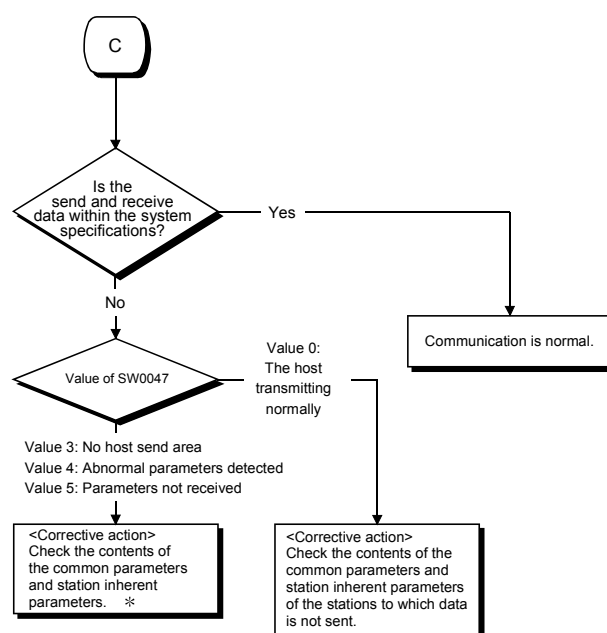 C
Is the
send and receive
data within the system
specifications?
Yes
No
Communication is normal.
Value of SW0047
Value 0:
The host
transmitting
normally
Value 3: No host send area
Value 4: Abnormal parameters detected
Value 5: Parameters not received
<Corrective action>
Check the contents of
the common parameters
and station inherent
parameters. *
<Corrective action>
Check the contents of the
common parameters and
station inherent parameters
of the stations to which data
is not sent.